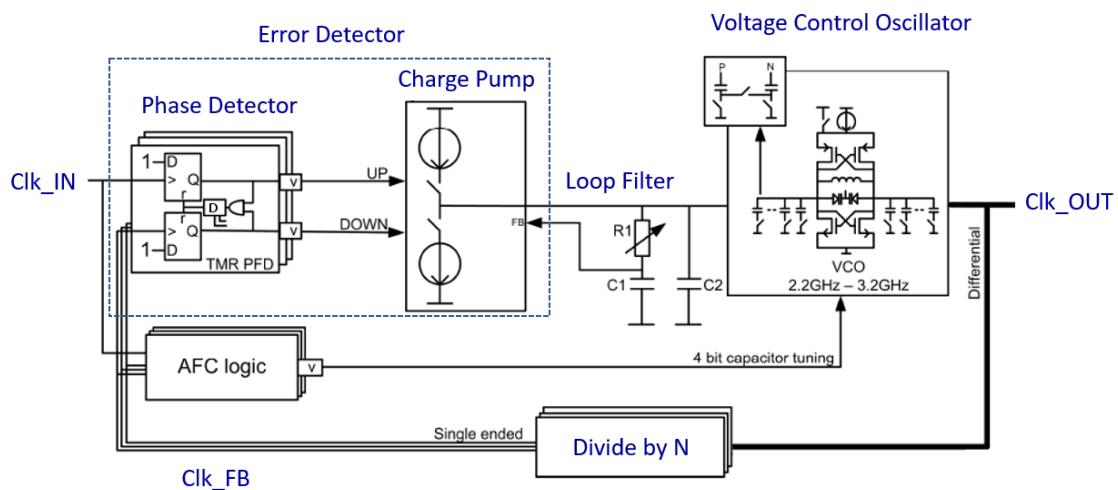 Voltage Control Oscillator
Error Detector
Charge Pump
Phase Detector
P N
1 D
> Q
r
D
r
> Q
1 D
TMR PFD
V
V
UP
DOWN
FB
Clk_IN
Loop Filter
R1
C1
C2
VCO
2.2GHz – 3.2GHz
Clk_OUT
Differential
AFC logic
V
4 bit capacitor tuning
Single ended
Divide by N
Clk_FB